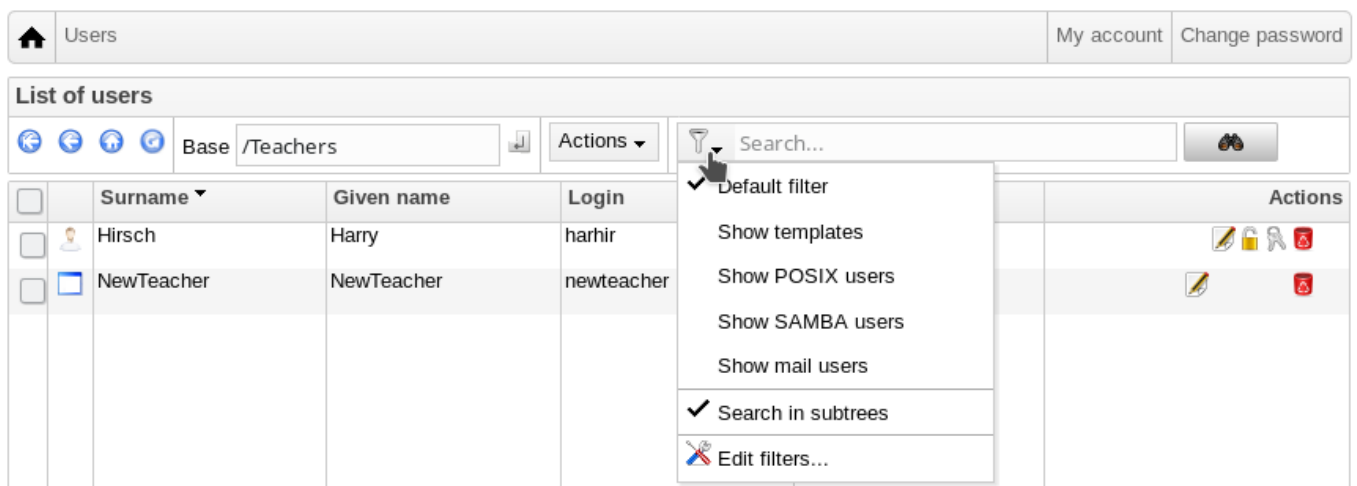 Users My account Change password
List of users
Base /Teachers Actions Search...
Surname Given name Login Actions
Default filter
Show templates
Hirsch Harry harhir
Show POSIX users
NewTeacher NewTeacher newteacher
Show SAMBA users
Show mail users
Search in subtrees
Edit filters...